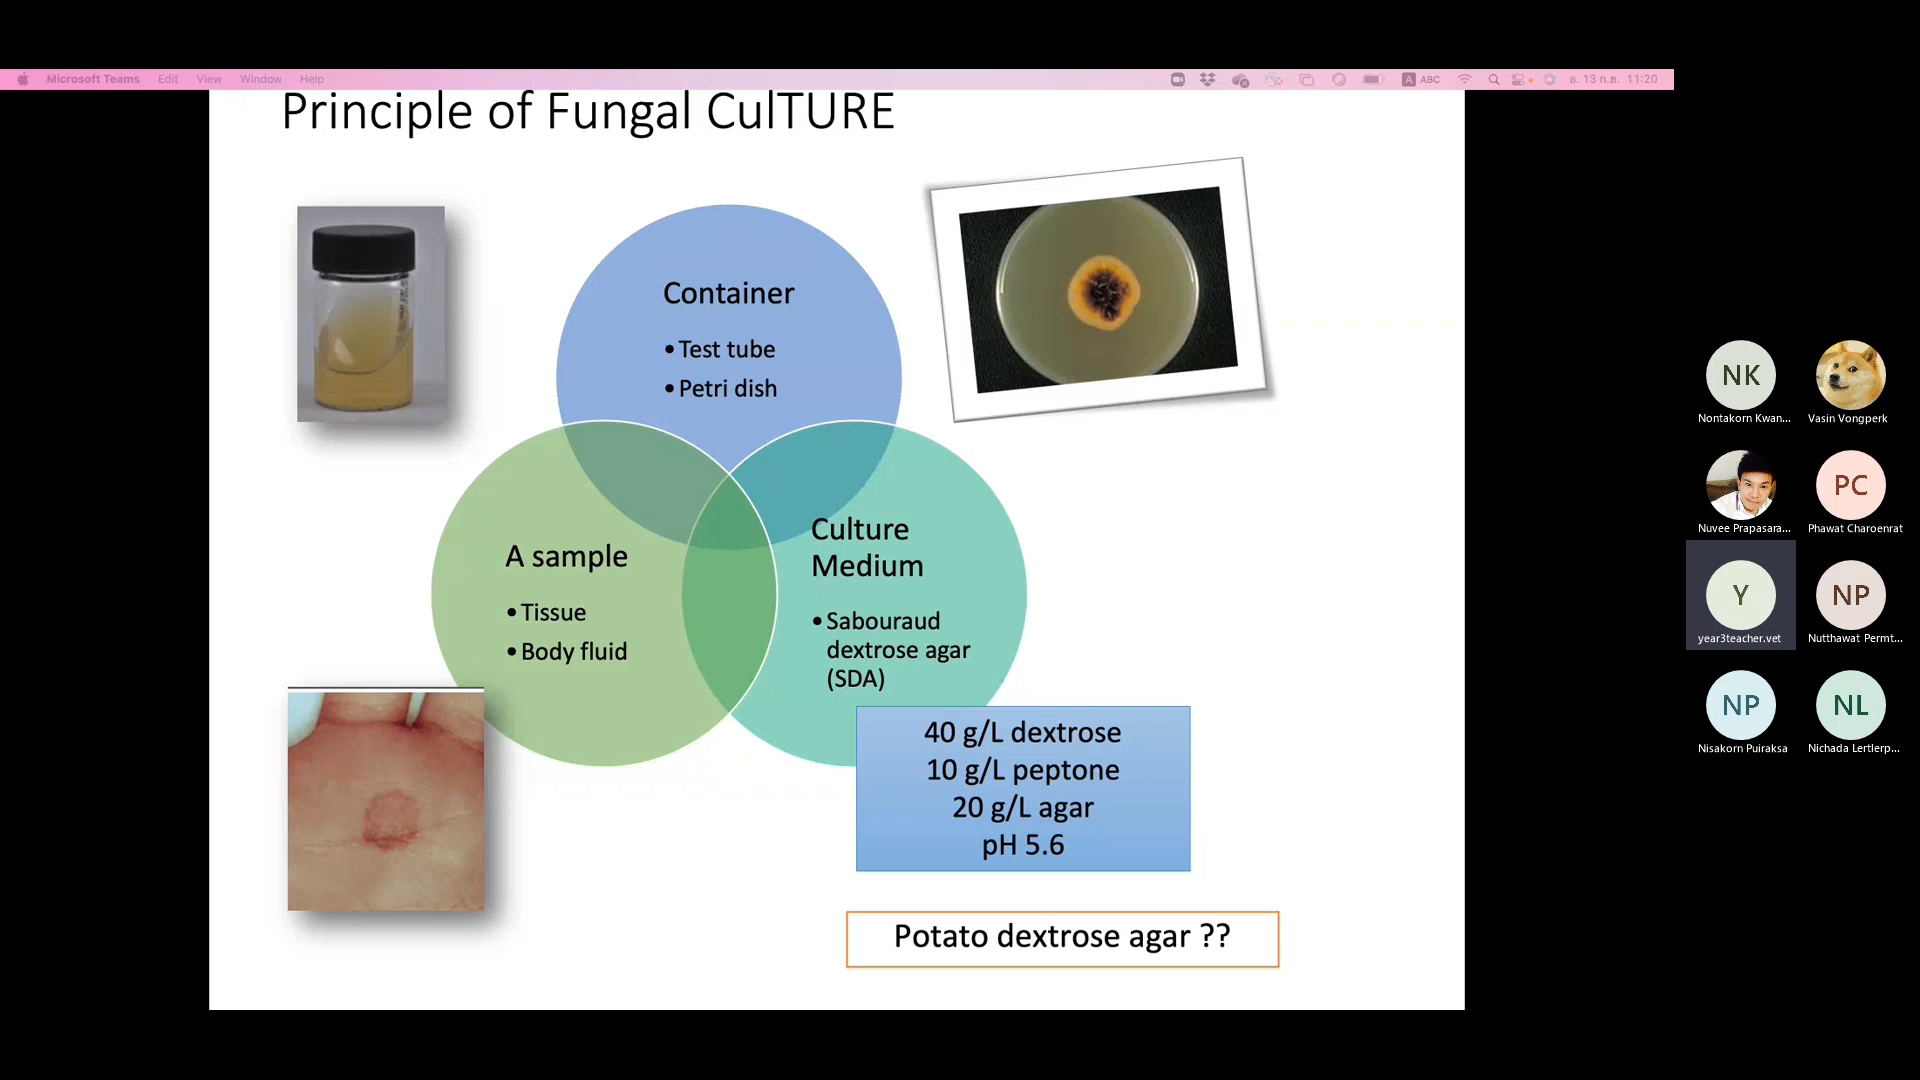 Microsoft Teams Edit View Window Help
ABC
อ. 13 ก.ย. 11:20
Principle of Fungal CulTURE
Container
•Test tube
•Petri dish
A sample
•Tissue
•Body fluid
Culture
Medium
•Sabouraud
dextrose agar
(SDA)
40 g/L dextrose
10 g/L peptone
20 g/L agar
pH 5.6
Potato dextrose agar ??
NK
Nontakorn Kwan...
Vasin Vongperk
Nuvee Prapasara...
PC
Phawat Charoenrat
Y
year3teacher.vet
NP
Nutthawat Permt...
NP
Nisakorn Puiraksa
NL
Nichada Lertlerp...